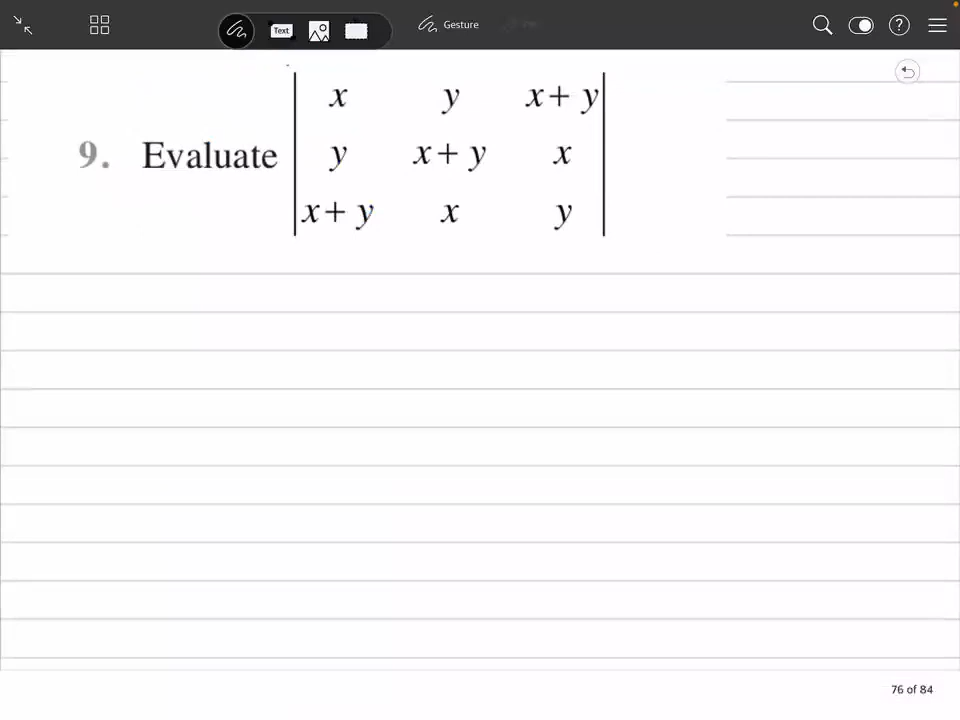 Text
Gesture
x y x + y
9. Evaluate y x + y x
x + y x y
76 of 84